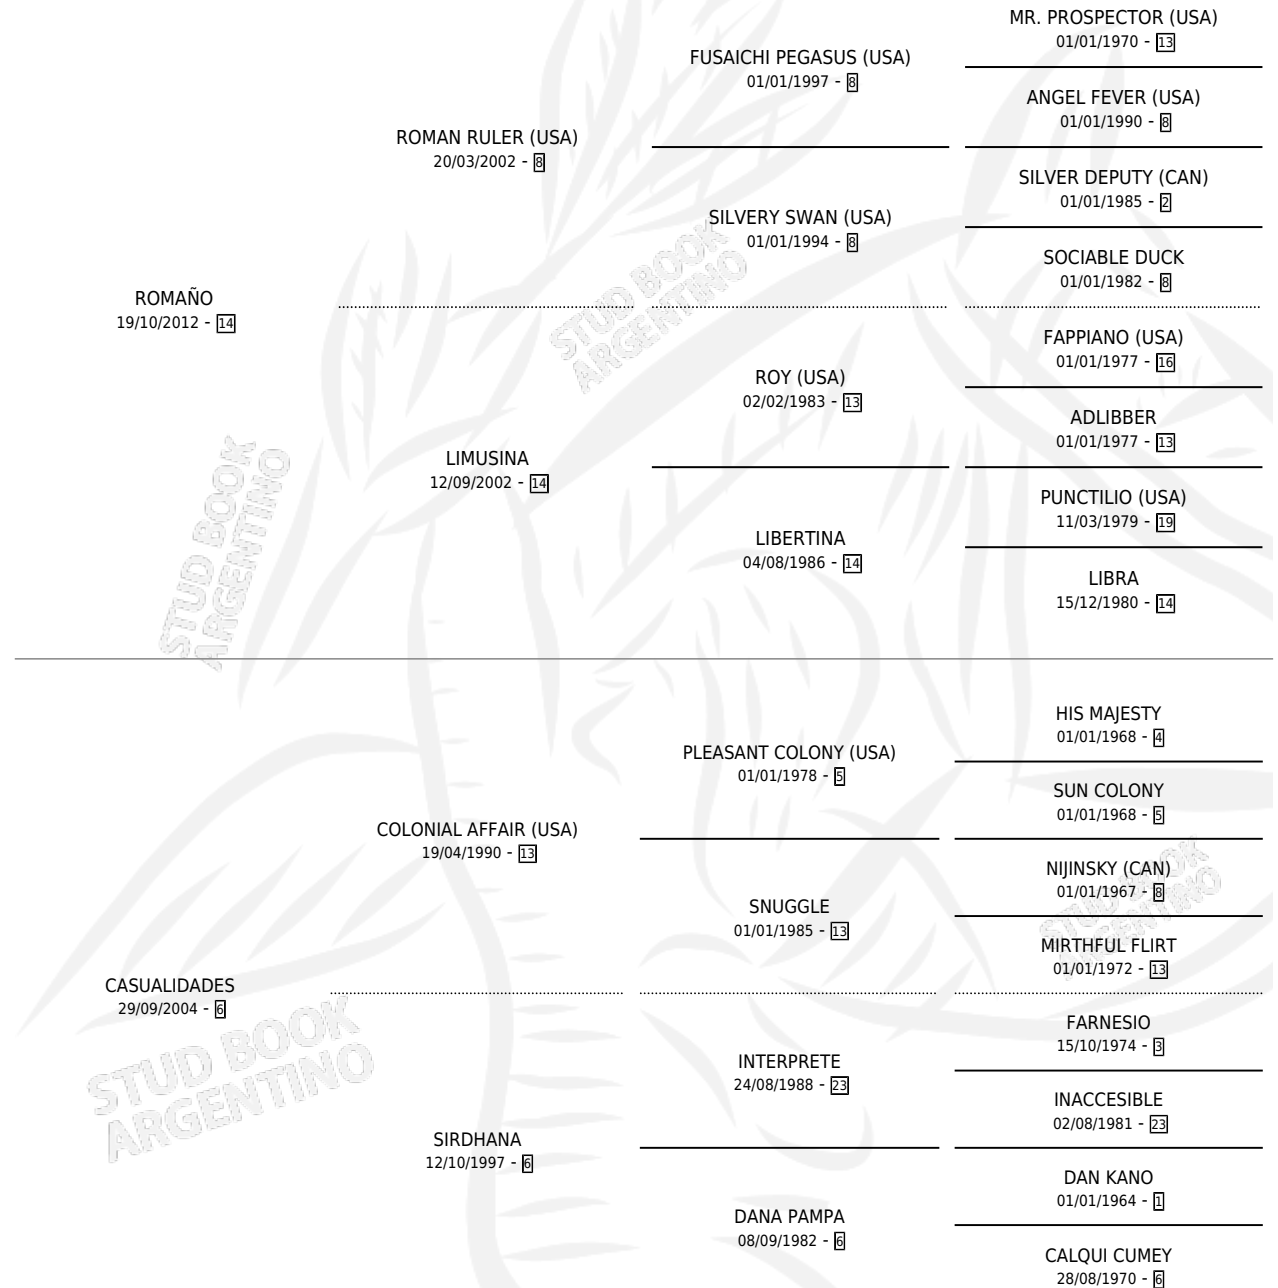 MR. PROSPECTOR (USA)
01/01/1970 - 13
FUSAICHI PEGASUS (USA)
01/01/1997 - 8
ANGEL FEVER (USA)
01/01/1990 - 8
ROMAN RULER (USA)
20/03/2002 - 8
SILVER DEPUTY (CAN)
01/01/1985 - 2
SILVERY SWAN (USA)
01/01/1994 - 8
SOCIABLE DUCK
01/01/1982 - 8
STUD BOOK
ARGENTINO
ROMAÑO
19/10/2012 - 14
FAPPIANO (USA)
01/01/1977 - 16
ROY (USA)
02/02/1983 - 13
ADLIBBER
01/01/1977 - 13
LIMUSINA
12/09/2002 - 14
PUNCTILIO (USA)
11/03/1979 - 19
LIBERTINA
04/08/1986 - 14
LIBRA
15/12/1980 - 14
STUD BOOK
ARGENTINO
HIS MAJESTY
01/01/1968 - 4
PLEASANT COLONY (USA)
01/01/1978 - 5
SUN COLONY
01/01/1968 - 5
COLONIAL AFFAIR (USA)
19/04/1990 - 13
NIJINSKY (CAN)
01/01/1967 - 8
SNUGGLE
01/01/1985 - 13
MIRTHFUL FLIRT
01/01/1972 - 13
STUD BOOK
ARGENTINO
CASUALIDADES
29/09/2004 - 6
FARNESIO
15/10/1974 - 3
INTERPRETE
24/08/1988 - 23
INACCESIBLE
02/08/1981 - 23
STUD BOOK
ARGENTINO
SIRDHANA
12/10/1997 - 6
DAN KANO
01/01/1964 - 1
DANA PAMPA
08/09/1982 - 6
CALQUI CUMEY
28/08/1970 - 6